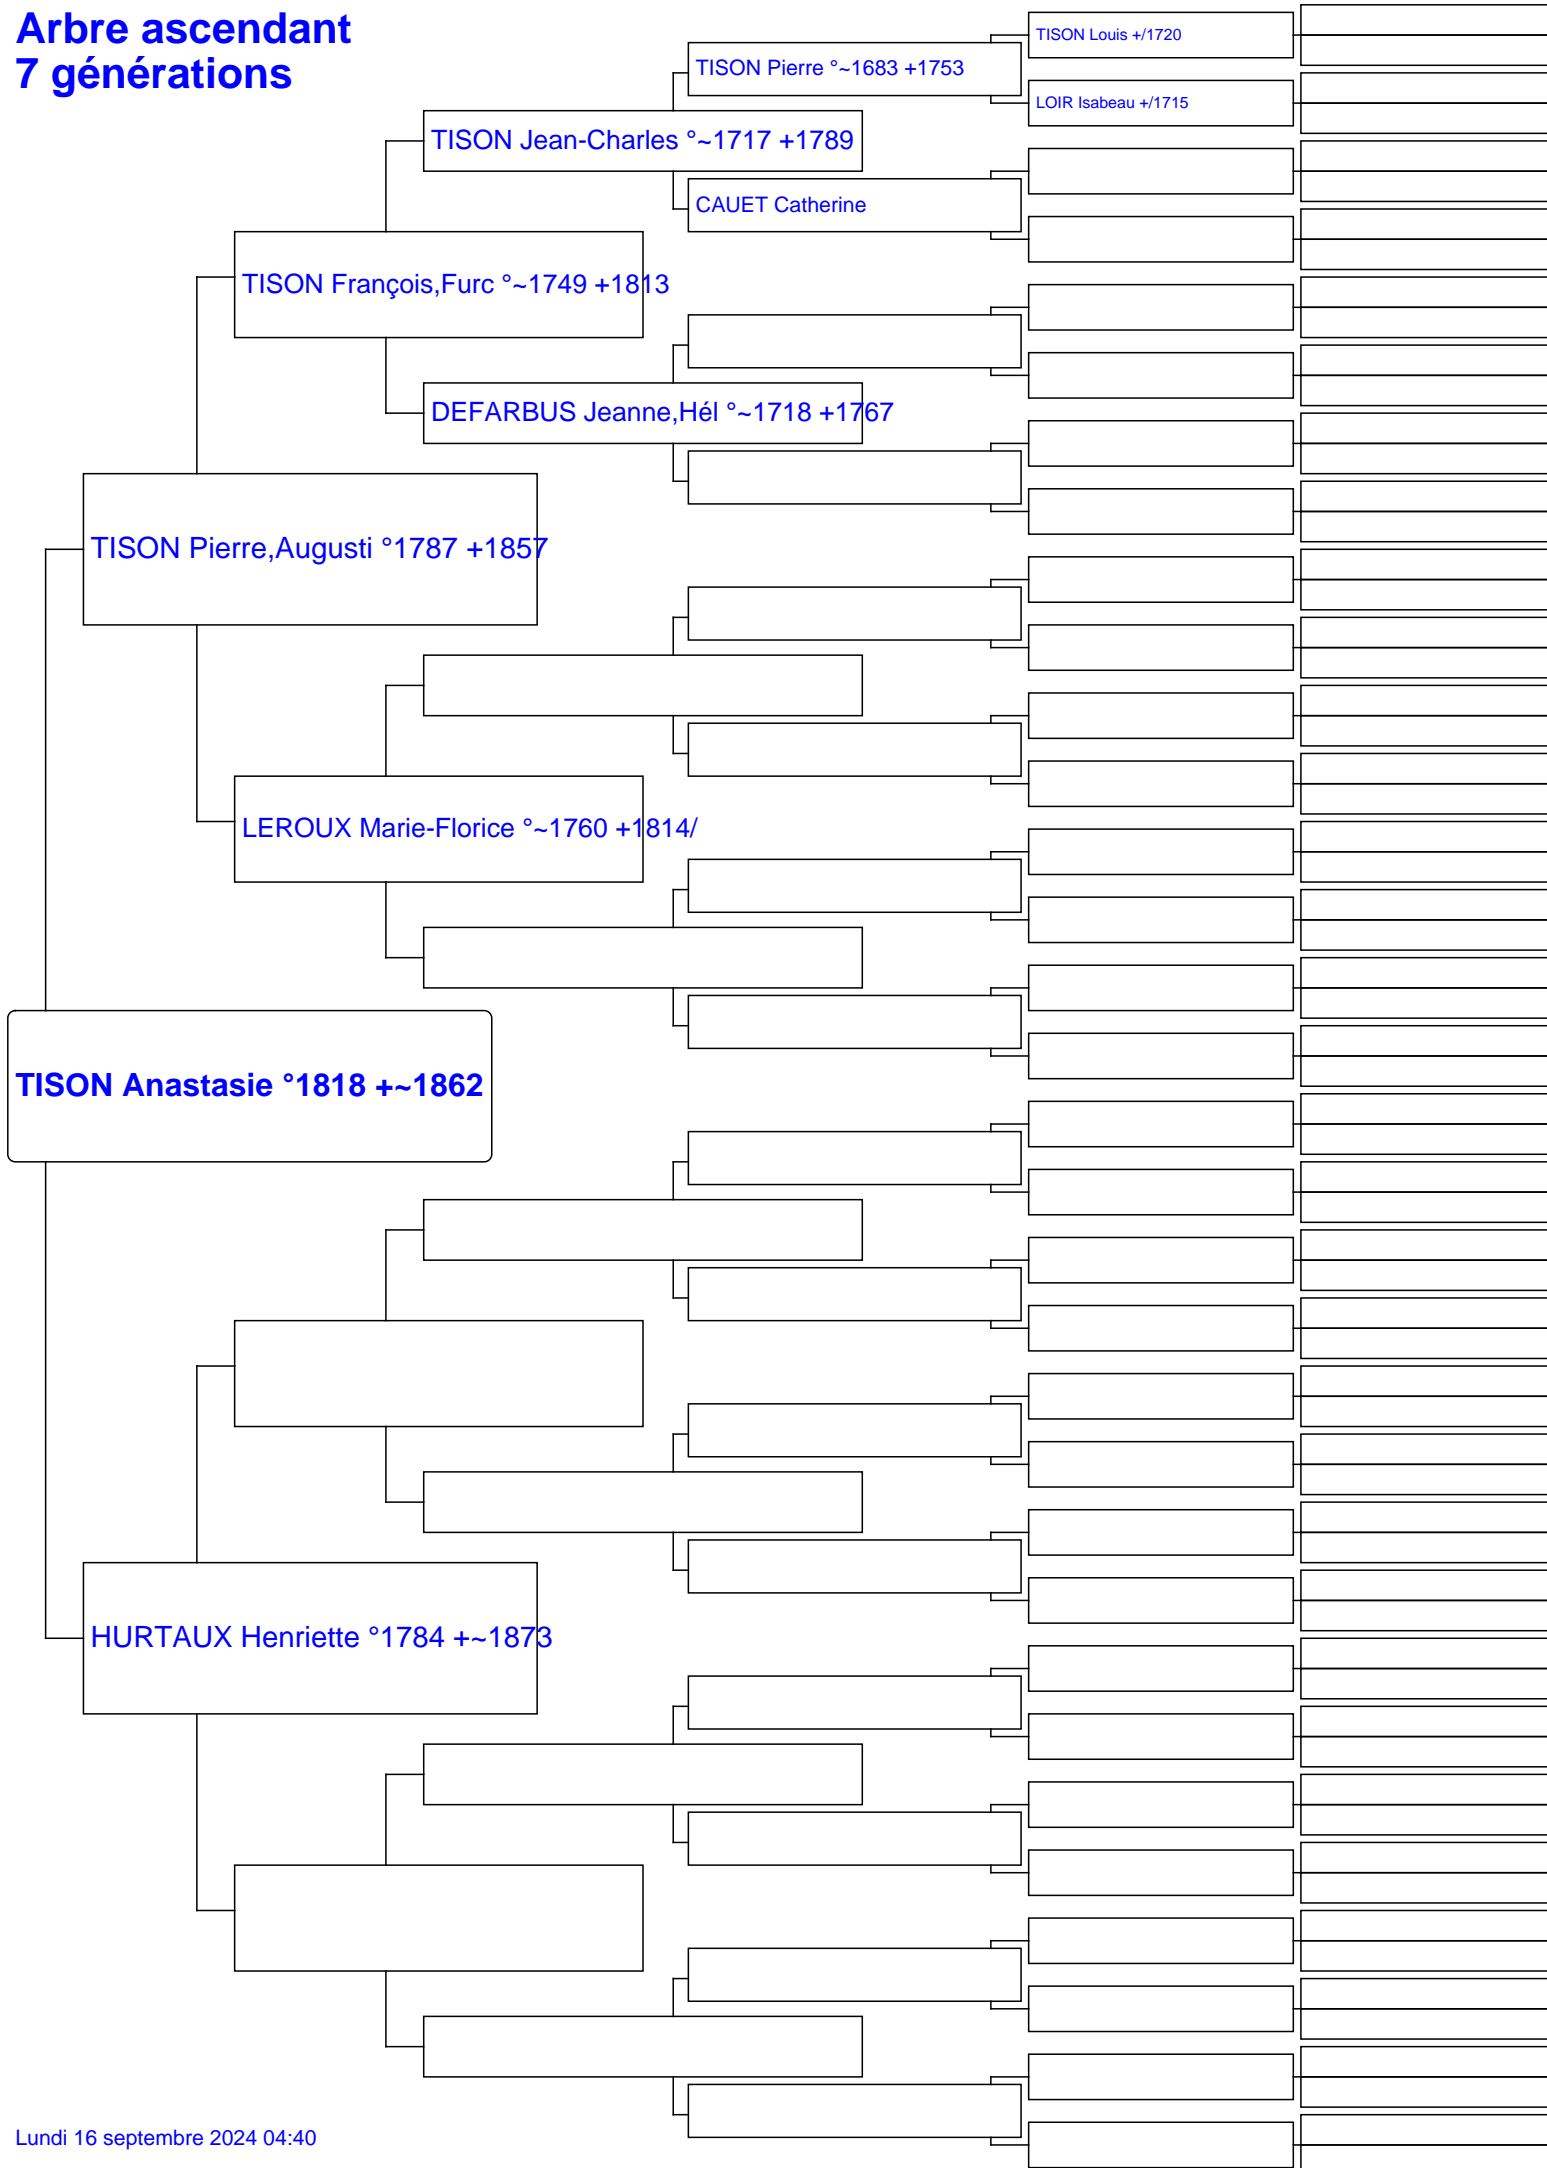 Arbre ascendant
7 générations
TISON Louis +/1720
TISON Pierre °~1683 +1753
LOIR Isabeau +/1715
TISON Jean-Charles °~1717 +1789
CAUET Catherine
TISON François,Furc °~1749 +1813
DEFARBUS Jeanne,Hél °~1718 +1767
TISON Pierre,Augusti °1787 +1857
LEROUX Marie-Florice °~1760 +1814/
TISON Anastasie °1818 +~1862
HURTAUX Henriette °1784 +~1873
Lundi 16 septembre 2024 04:40